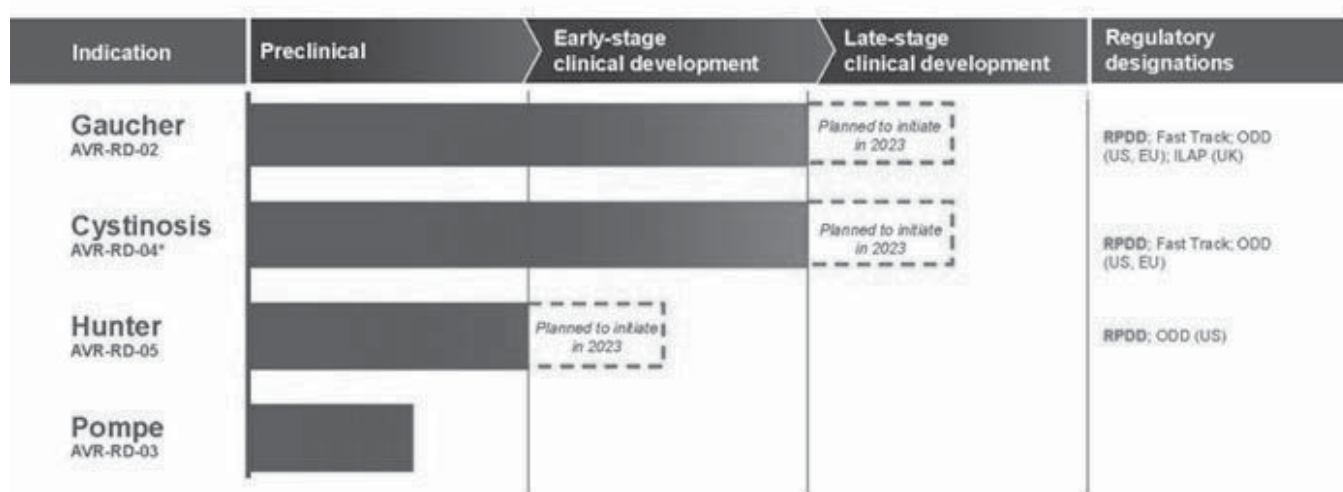 Indication
Preclinical
Early-stage
clinical development
Late-stage
clinical development
Regulatory
designations
Gaucher
AVR-RD-02
Planned to initiate
in 2023
RPDD; Fast Track; ODD
(US, EU); ILAP (UK)
Cystinosis
AVR-RD-04*
Planned to initiate
in 2023
RPDD; Fast Track; ODD
(US, EU)
Hunter
AVR-RD-05
Planned to initiate
in 2023
RPDD; ODD (US)
Pompe
AVR-RD-03